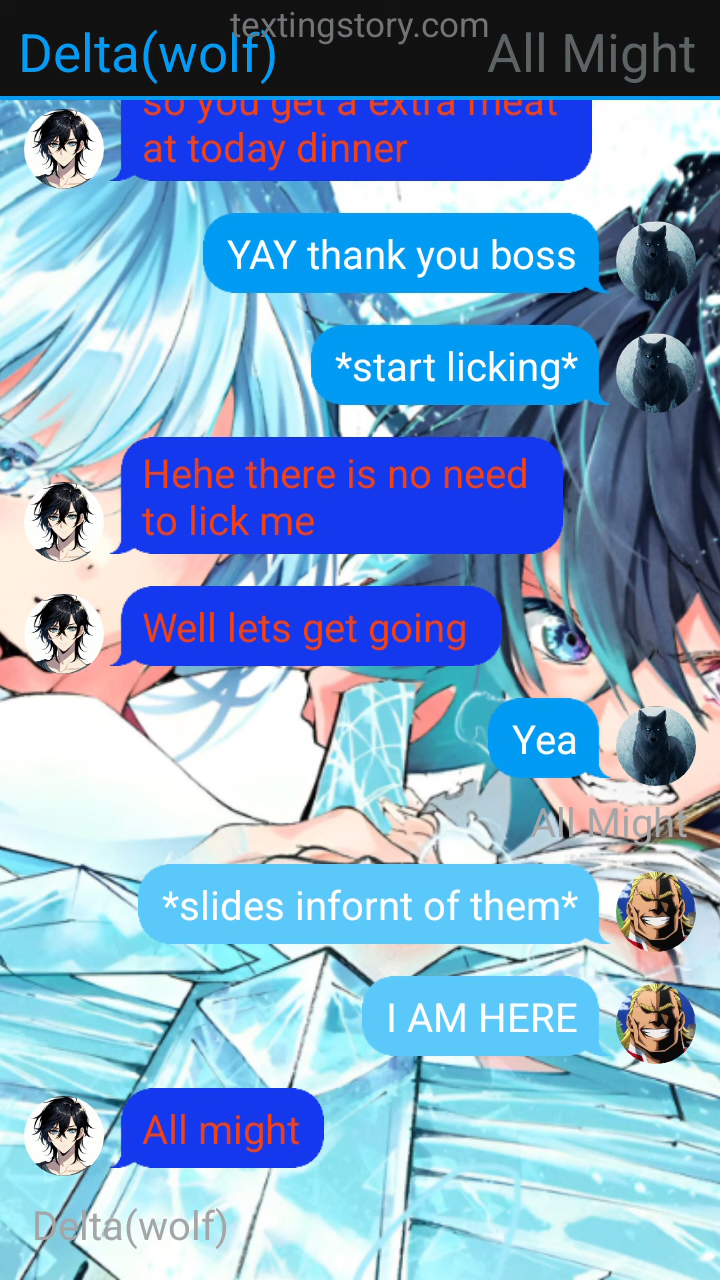 textingstory.com
Delta(wolf)
All Might
so you get a extra meat
at today dinner
YAY thank you boss
*start licking*
Hehe there is no need
to lick me
Well lets get going
Yea
All Might
*slides infornt of them*
I AM HERE
All might
Delta(wolf)